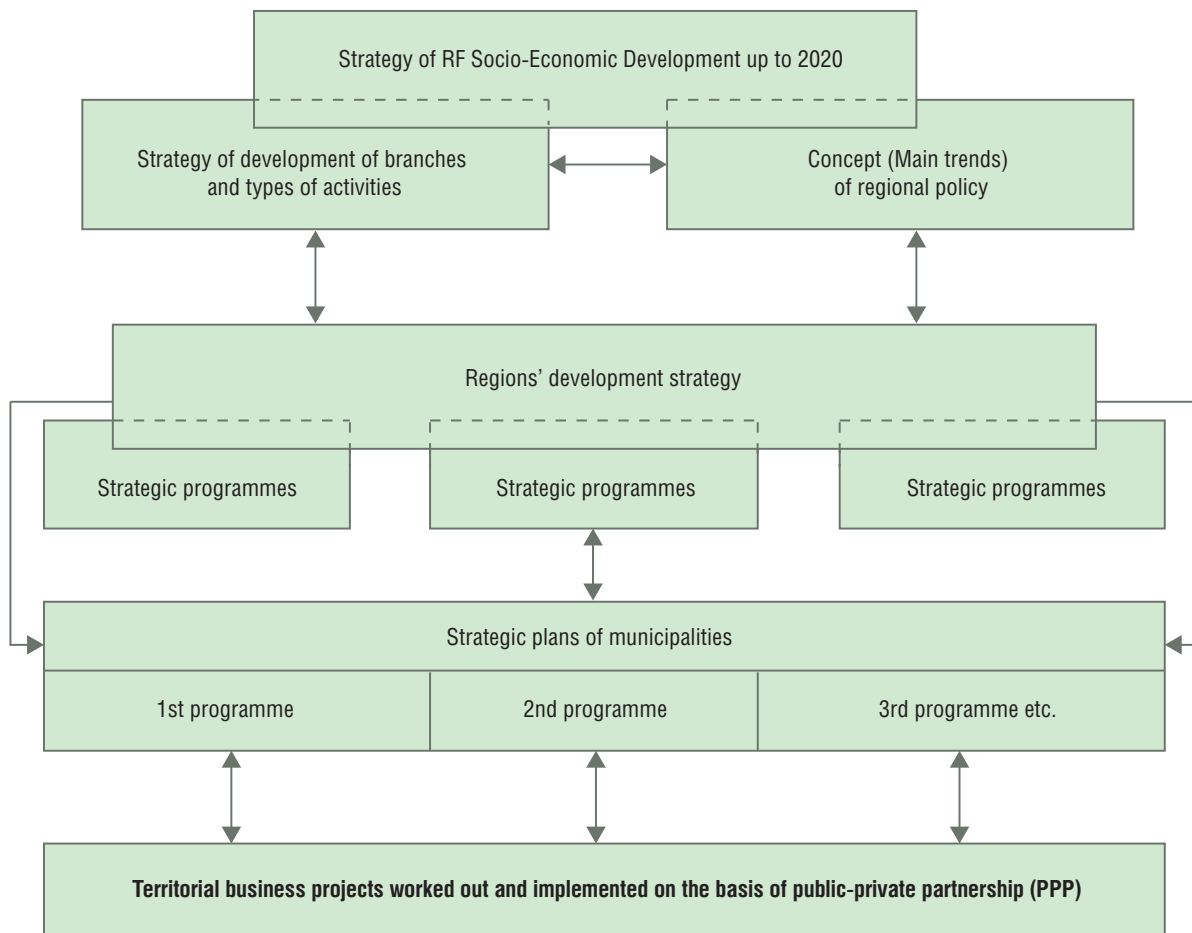 Strategy of RF Socio-Economic Development up to 2020
Strategy of development of branches
and types of activities
Concept (Main trends)
of regional policy
Regions’ development strategy
Strategic programmes
Strategic programmes
Strategic programmes
Strategic plans of municipalities
1st programme
2nd programme
3rd programme etc.
Territorial business projects worked out and implemented on the basis of public-private partnership (PPP)